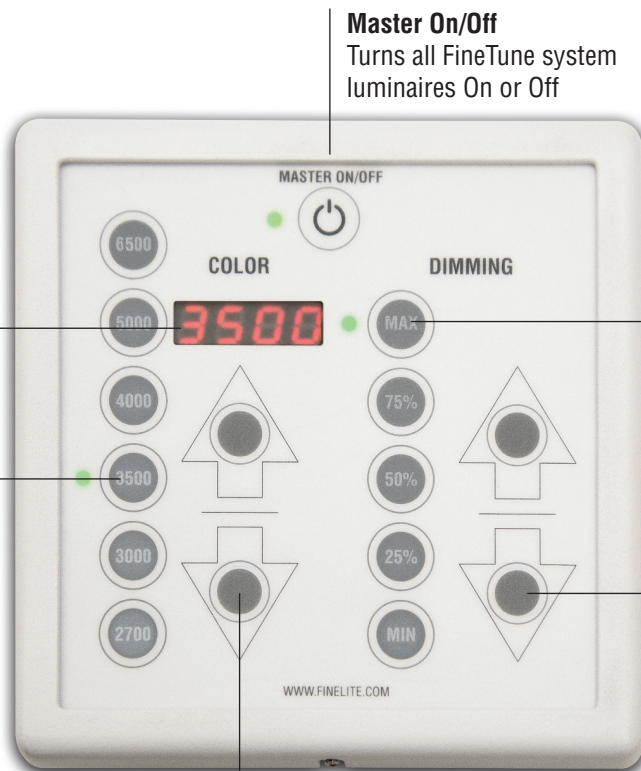 Master On/Off
Turns all FineTune system
luminaires On or Off
MASTER ON/OFF
6500
COLOR
DIMMING
5000
3500
MAX
4000
75%
3500
50%
3000
25%
2700
MIN
WWW.FINELITE.COM